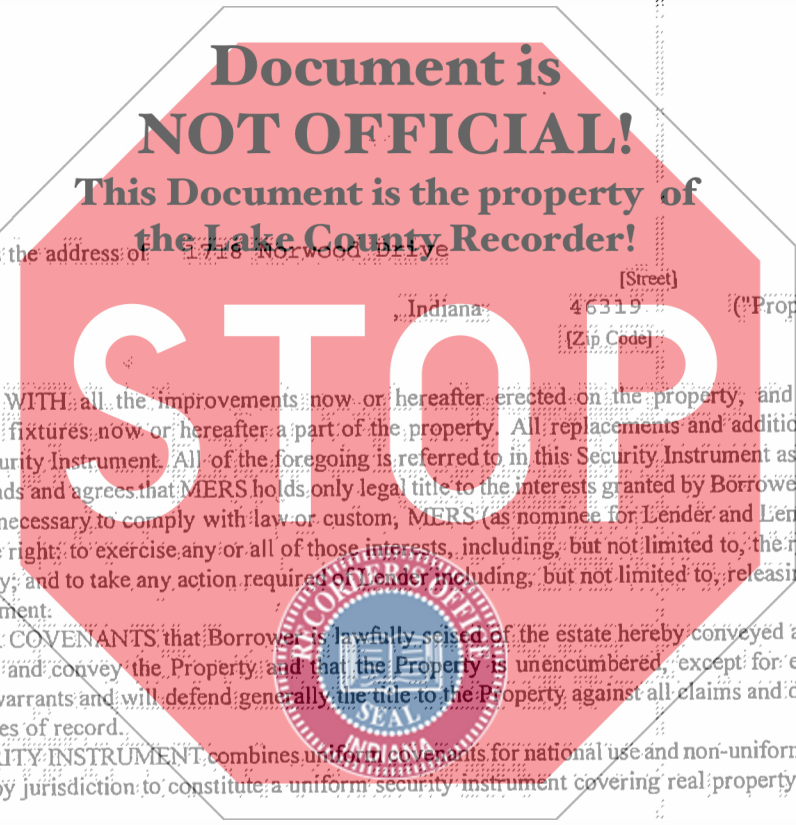 Document is
NOT OFFICIAL!
This Document is the property of
the Lake County Recorder!
the address of 1718 Norwood Drive
[Street]
, Indiana 46319 ("Prop
[Zip Code]
STOP
WITH all the improvements now or hereafter erected on the property, and
fixtures now or hereafter a part of the property. All replacements and additio
urity Instrument. All of the foregoing is referred to in this Security Instrument as
nds and agrees that MERS holds only legal title to the interests granted by Borrowe
necessary to comply with law or custom, MERS (as nominee for Lender and Len
right: to exercise any or all of those interests, including, but not limited to, the r
y; and to take any action required of Lender including, but not limited to, releasi
ment.
COVENANTS that Borrower is lawfully seised of the estate hereby conveyed a
and convey the Property and that the Property is unencumbered, except for e
warrants and will defend generally the title to the Property against all claims and d
es of record.
RITY INSTRUMENT combines uniform covenants for national use and non-uniform
by jurisdiction to constitute a uniform security instrument covering real property
RECORDER'S OFFICE
SEAL
INDIANA